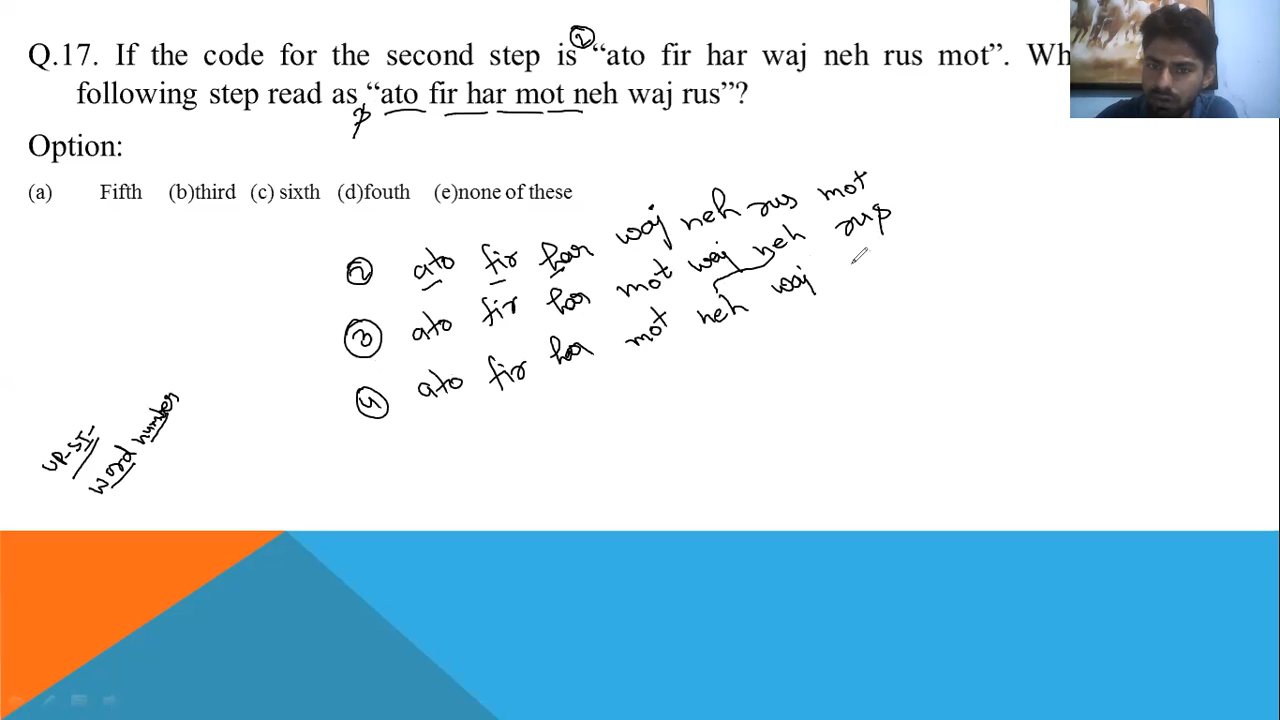 Q.17. If the code for the second step is "ato fir har waj neh rus mot". Wh
following step read as "ato fir har mot neh waj rus"?
Option:
(a) Fifth (b)third (c) sixth (d)fouth (e)none of these
② ato fir har waj neh rus mot
③ ato fir har mot waj neh rus
④ ato fir har mot neh waj
UP-SI-
word number